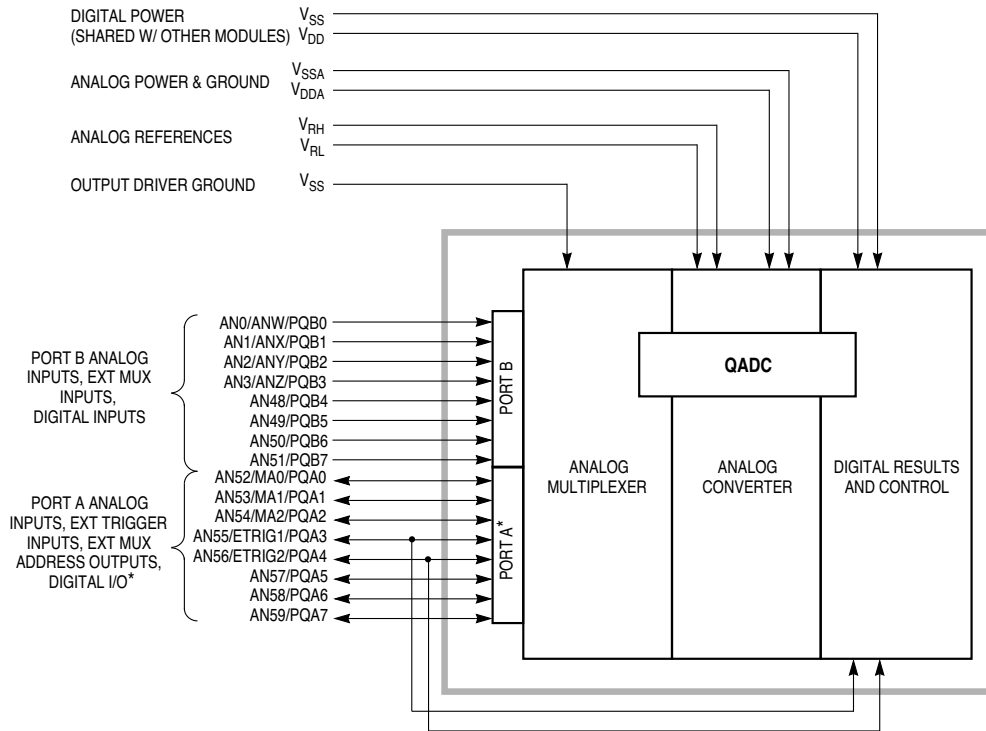 DIGITAL POWER
(SHARED W/ OTHER MODULES)
VSS
VDD
ANALOG POWER & GROUND
VSSA
VDDA
ANALOG REFERENCES
VRH
VRL
OUTPUT DRIVER GROUND
VSS
PORT B ANALOG
INPUTS, EXT MUX
INPUTS,
DIGITAL INPUTS
AN0/ANW/PQB0
AN1/ANX/PQB1
AN2/ANY/PQB2
AN3/ANZ/PQB3
AN48/PQB4
AN49/PQB5
AN50/PQB6
AN51/PQB7
PORT A ANALOG
INPUTS, EXT TRIGGER
INPUTS, EXT MUX
ADDRESS OUTPUTS,
DIGITAL I/O*
AN52/MA0/PQA0
AN53/MA1/PQA1
AN54/MA2/PQA2
AN55/ETRIG1/PQA3
AN56/ETRIG2/PQA4
AN57/PQA5
AN58/PQA6
AN59/PQA7
PORT B
PORT A*
QADC
ANALOG
MULTIPLEXER
ANALOG
CONVERTER
DIGITAL RESULTS
AND CONTROL